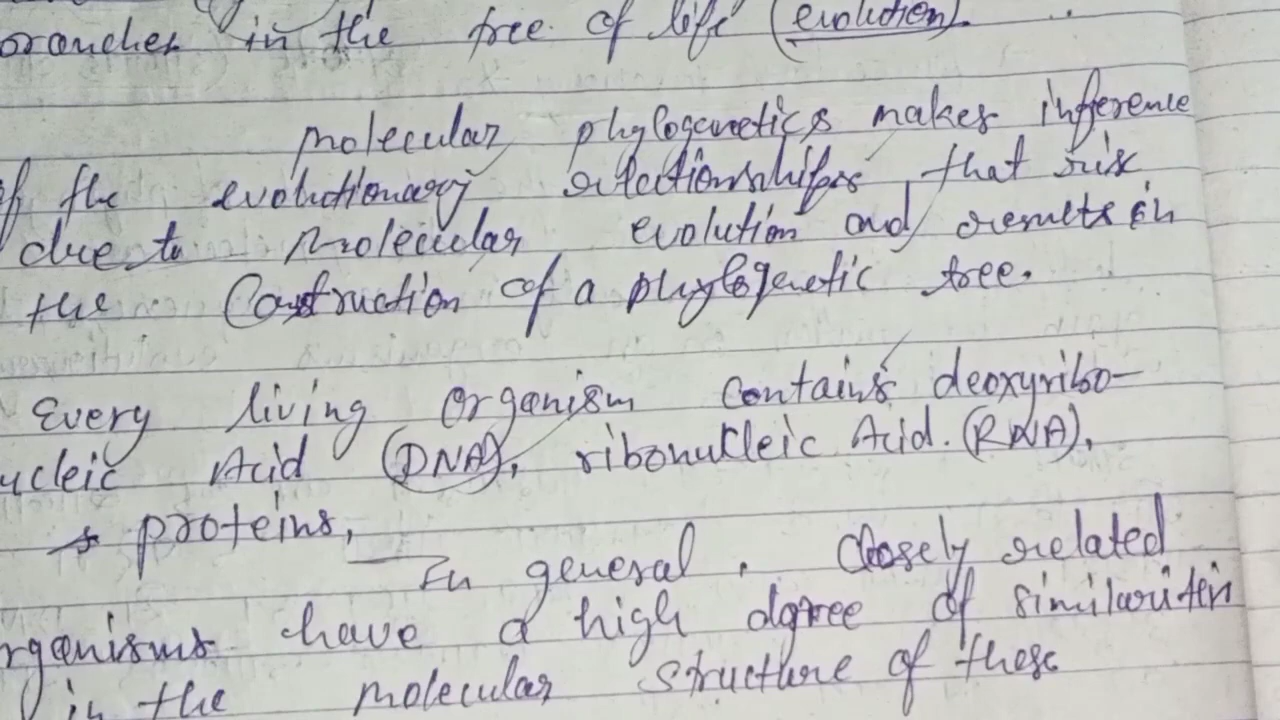 branches in the tree of life (evolution).
molecular phylogenetics makes inference
of the evolutionary relationships that risk
due to molecular evolution and results in
the Construction of a phylogenetic tree.
Every living organism contains deoxyribo-
ucleic Acid (DNA), ribonucleic Acid. (RNA),
& proteins,
In general, Closely related
rganisms have a high dgree of similarities
in the molecular structure of these